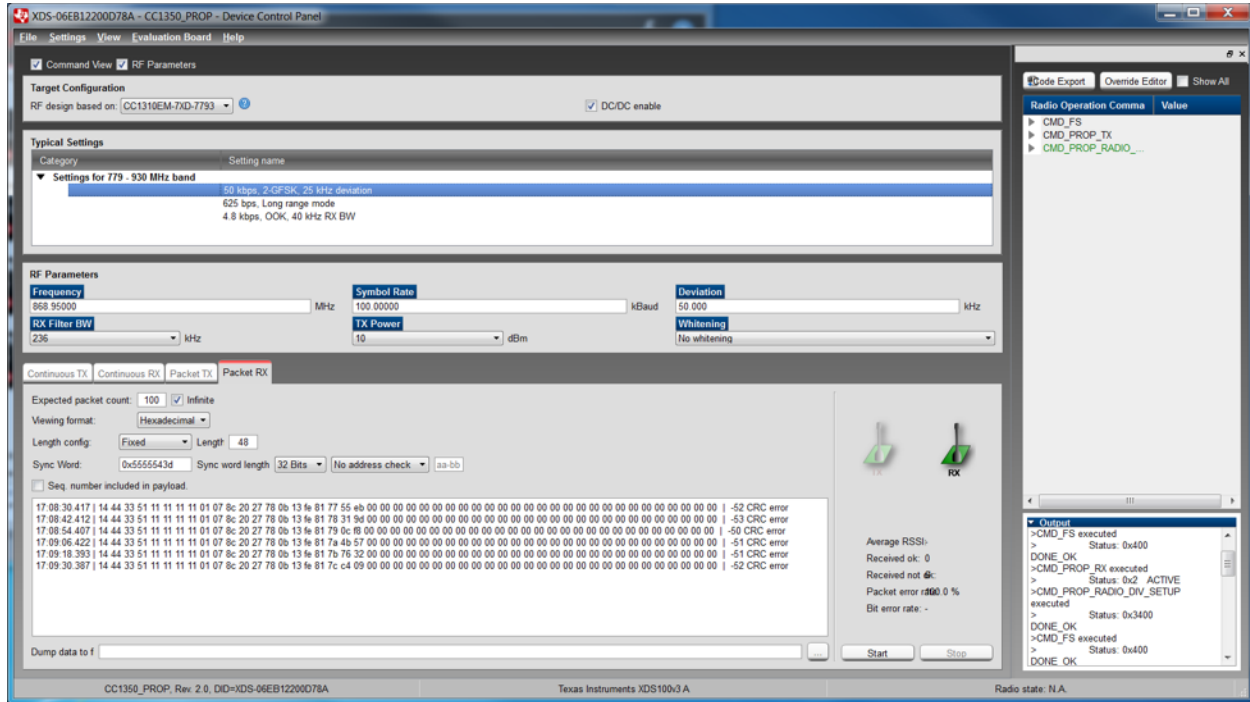 XDS-06EB12200D78A - CC1350_PROP - Device Control Panel
File Settings View Evaluation Board Help
Command View RF Parameters
Target Configuration
RF design based on: CC1310EM-7XD-7793
DC/DC enable
Typical Settings
Category Setting name
Settings for 779 - 930 MHz band
50 kbps, 2-GFSK, 25 kHz deviation
625 bps, Long range mode
4.8 kbps, OOK, 40 kHz RX BW
RF Parameters
Frequency Symbol Rate Deviation
868.95000 MHz 100.00000 kBaud 50.000 kHz
RX Filter BW TX Power Whitening
236 kHz 10 dBm No whitening
Continuous TX Continuous RX Packet TX Packet RX
Expected packet count: 100 Infinite
Viewing format: Hexadecimal
Length config: Fixed Length 48
Sync Word: 0x5555543d Sync word length 32 Bits No address check aa-bb
Seq. number included in payload.
17:08:30.417 | 14 44 33 51 11 11 11 11 01 07 8c 20 27 78 0b 13 fe 81 77 55 eb 00 00 00 00 00 00 00 00 00 00 00 00 00 00 00 00 00 00 00 00 00 00 00 00 00 00 00 | -52 CRC error
17:08:42.412 | 14 44 33 51 11 11 11 11 01 07 8c 20 27 78 0b 13 fe 81 78 31 9d 00 00 00 00 00 00 00 00 00 00 00 00 00 00 00 00 00 00 00 00 00 00 00 00 00 00 00 | -53 CRC error
17:08:54.407 | 14 44 33 51 11 11 11 11 01 07 8c 20 27 78 0b 13 fe 81 79 0c f8 00 00 00 00 00 00 00 00 00 00 00 00 00 00 00 00 00 00 00 00 00 00 00 00 00 00 00 | -50 CRC error
17:09:06.422 | 14 44 33 51 11 11 11 11 01 07 8c 20 27 78 0b 13 fe 81 7a 4b 57 00 00 00 00 00 00 00 00 00 00 00 00 00 00 00 00 00 00 00 00 00 00 00 00 00 00 00 | -51 CRC error
17:09:18.393 | 14 44 33 51 11 11 11 11 01 07 8c 20 27 78 0b 13 fe 81 7b 76 32 00 00 00 00 00 00 00 00 00 00 00 00 00 00 00 00 00 00 00 00 00 00 00 00 00 00 00 | -51 CRC error
17:09:30.387 | 14 44 33 51 11 11 11 11 01 07 8c 20 27 78 0b 13 fe 81 7c c4 09 00 00 00 00 00 00 00 00 00 00 00 00 00 00 00 00 00 00 00 00 00 00 00 00 00 00 00 | -52 CRC error
TX RX
Average RSSI:-
Received ok: 0
Received not
Packet error 100.0 %
Bit error rate: -
Dump data to f ...
Start Stop
Code Export Override Editor Show All
Radio Operation Comma Value
CMD_FS
CMD_PROP_TX
CMD_PROP_RADIO_...
Output
>CMD_FS executed
> Status: 0x400
DONE_OK
>CMD_PROP_RX executed
> Status: 0x2 ACTIVE
>CMD_PROP_RADIO_DIV_SETUP
executed
> Status: 0x3400
DONE_OK
>CMD_FS executed
> Status: 0x400
DONE_OK
CC1350_PROP, Rev. 2.0, DID=XDS-06EB12200D78A Texas Instruments XDS100v3 A Radio state: N.A.